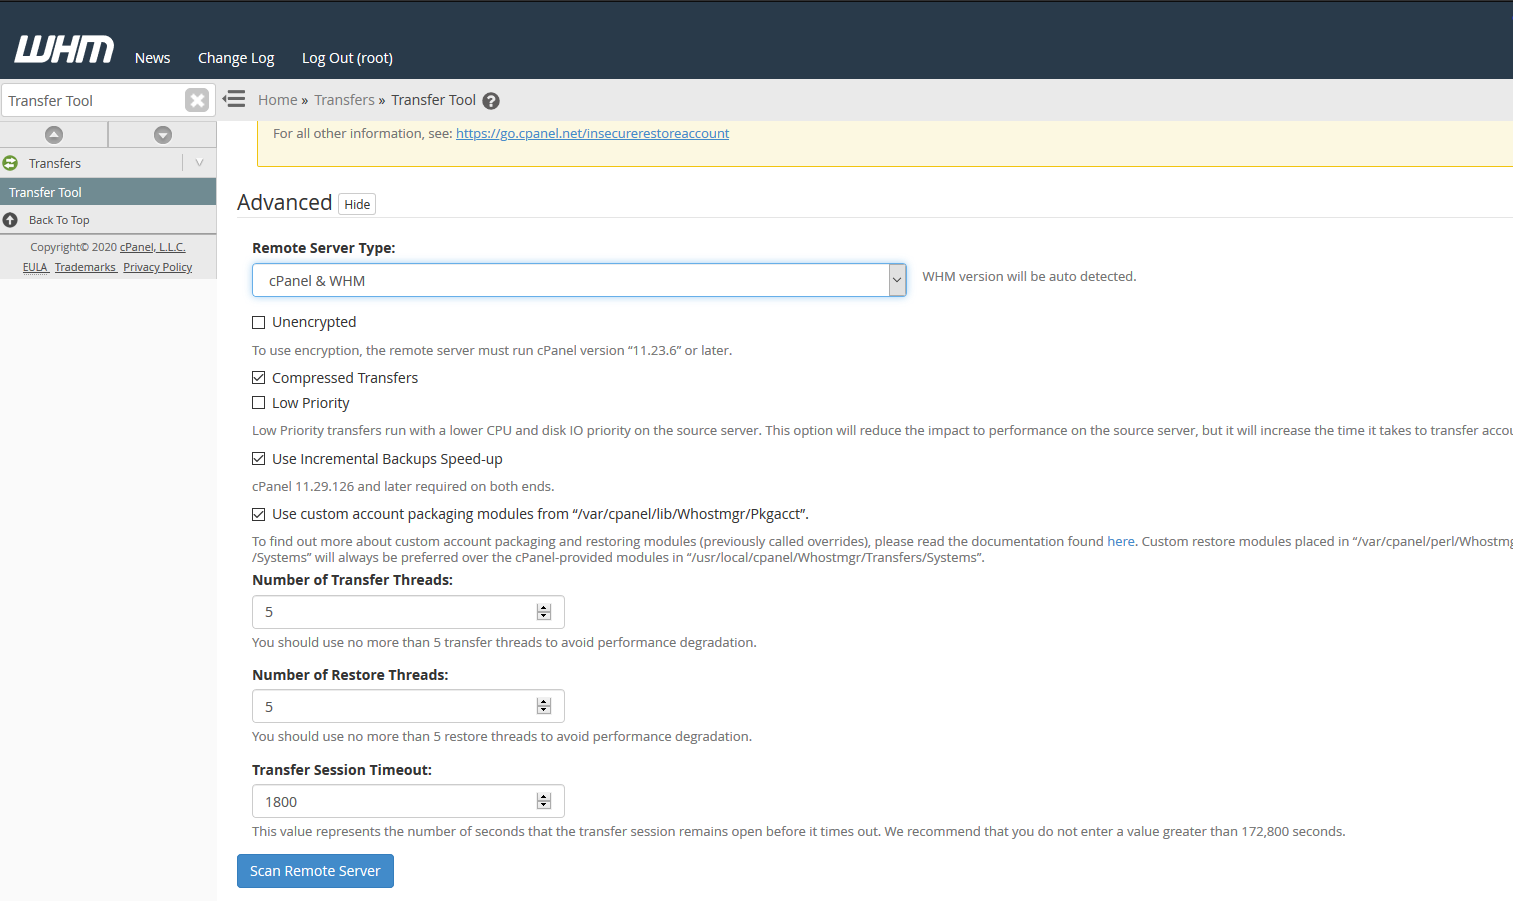 WHM News Change Log Log Out (root)
Transfer Tool
Home » Transfers » Transfer Tool ?
For all other information, see: https://go.cpanel.net/insecurerestoreaccount
Transfers
Transfer Tool
Back To Top
Copyright© 2020 cPanel, L.L.C.
EULA Trademarks Privacy Policy
Advanced Hide
Remote Server Type:
cPanel & WHM
WHM version will be auto detected.
Unencrypted
To use encryption, the remote server must run cPanel version “11.23.6” or later.
Compressed Transfers
Low Priority
Low Priority transfers run with a lower CPU and disk IO priority on the source server. This option will reduce the impact to performance on the source server, but it will increase the time it takes to transfer accou
Use Incremental Backups Speed-up
cPanel 11.29.126 and later required on both ends.
Use custom account packaging modules from “/var/cpanel/lib/Whostmgr/Pkgacct”.
To find out more about custom account packaging and restoring modules (previously called overrides), please read the documentation found here. Custom restore modules placed in “/var/cpanel/perl/Whostmg
/Systems” will always be preferred over the cPanel-provided modules in “/usr/local/cpanel/Whostmgr/Transfers/Systems”.
Number of Transfer Threads:
5
You should use no more than 5 transfer threads to avoid performance degradation.
Number of Restore Threads:
5
You should use no more than 5 restore threads to avoid performance degradation.
Transfer Session Timeout:
1800
This value represents the number of seconds that the transfer session remains open before it times out. We recommend that you do not enter a value greater than 172,800 seconds.
Scan Remote Server